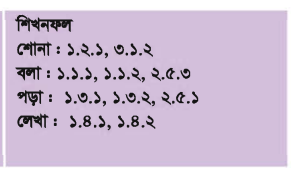 শিখনফল
শোনা : ১.২.১, ৩.১.২
বলা : ১.১.১, ১.১.২, ২.৫.৩
পড়া : ১.৩.১, ১.৩.২, ২.৫.১
লেখা : ১.৪.১, ১.৪.২